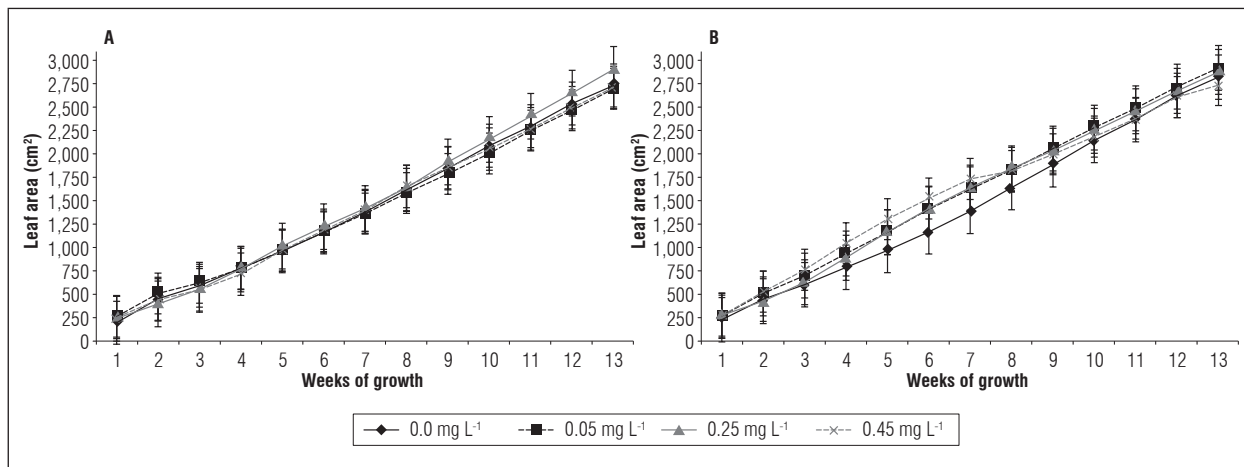 A
B
Leaf area (cm²)
3,000
2,750
2,500
2,250
2,000
1,750
1,500
1,250
1,000
750
500
250
0
1 2 3 4 5 6 7 8 9 10 11 12 13
Weeks of growth
Leaf area (cm²)
3,000
2,750
2,500
2,250
2,000
1,750
1,500
1,250
1,000
750
500
250
0
1 2 3 4 5 6 7 8 9 10 11 12 13
Weeks of growth
0.0 mg L⁻¹ 0.05 mg L⁻¹ 0.25 mg L⁻¹ 0.45 mg L⁻¹